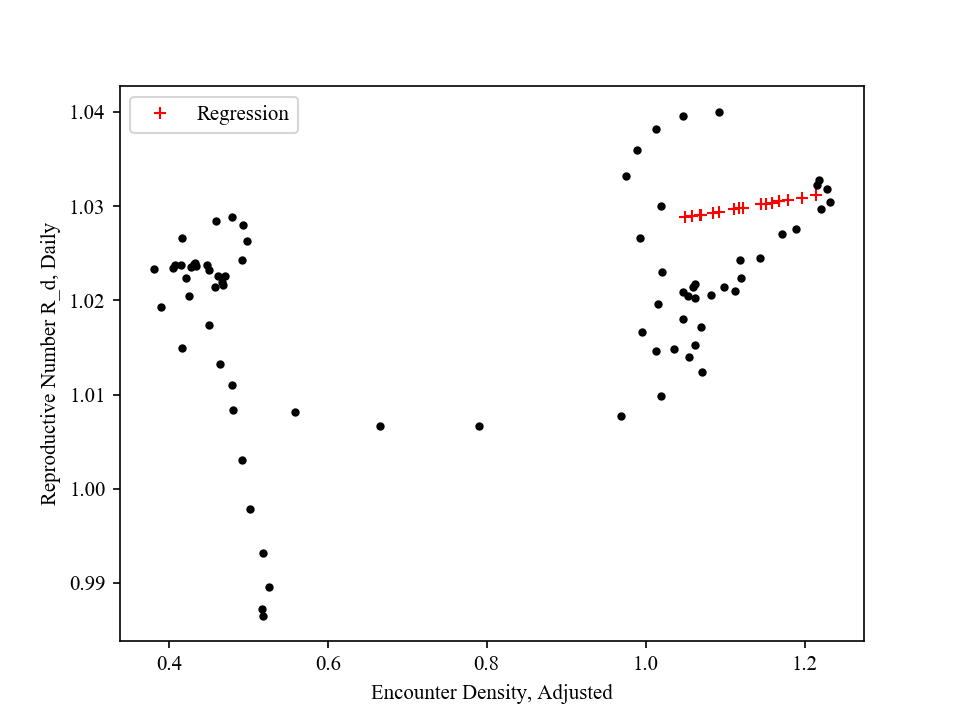 Regression
Reproductive Number R_d, Daily
1.04
1.03
1.02
1.01
1.00
0.99
0.4 0.6 0.8 1.0 1.2
Encounter Density, Adjusted